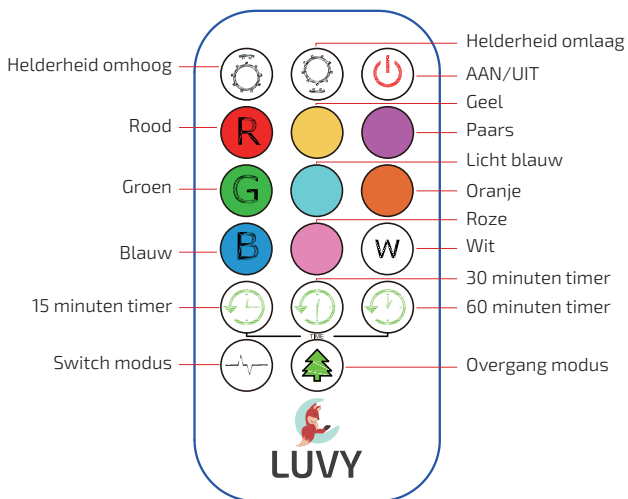 Helderheid omlaag
Helderheid omhoog
AAN/UIT
Geel
Rood
R
Paars
Licht blauw
Groen
G
Oranje
Roze
Blauw
B
W
Wit
30 minuten timer
15 minuten timer
60 minuten timer
TIME
Switch modus
Overgang modus
LUVY